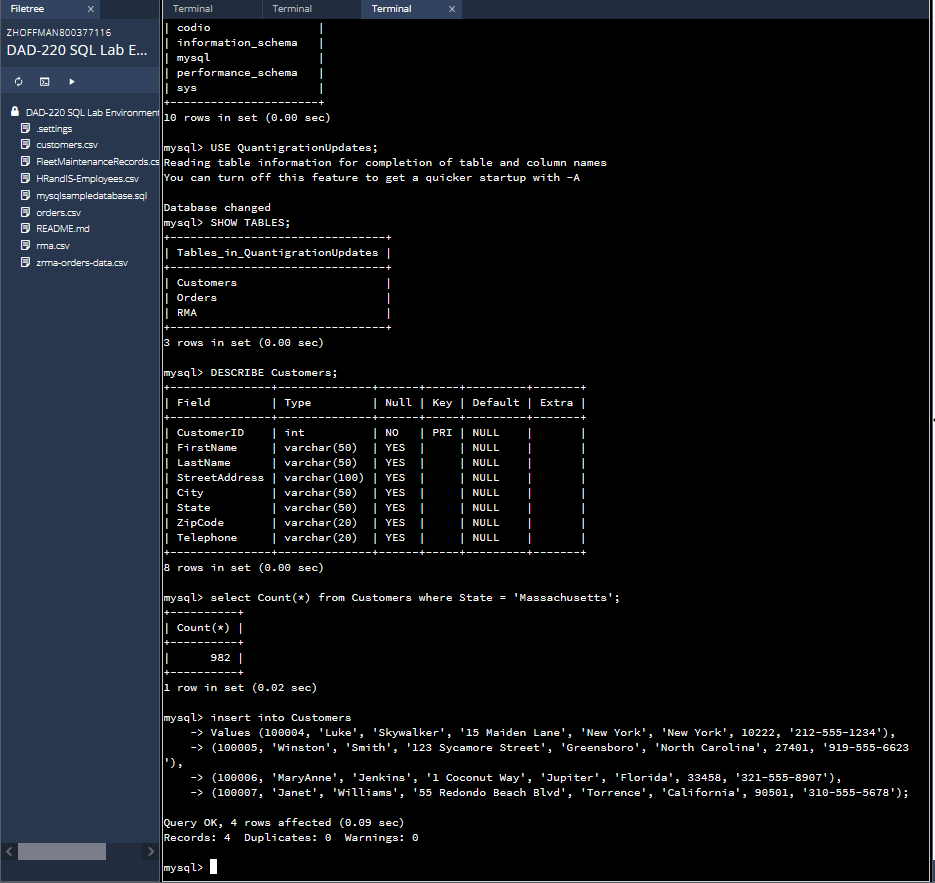 Filetree ×
ZHOFFMAN800377116
DAD-220 SQL Lab E...
DAD-220 SQL Lab Environment
.settings
customers.csv
FleetMaintenanceRecords.cs
HRandIS-Employees.csv
mysqlsampledatabase.sql
orders.csv
README.md
rma.csv
zrma-orders-data.csv
Terminal Terminal Terminal ×
| codio              |
| information_schema |
| mysql              |
| performance_schema |
| sys                |
+--------------------+
10 rows in set (0.00 sec)
mysql> USE QuantigrationUpdates;
Reading table information for completion of table and column names
You can turn off this feature to get a quicker startup with -A
Database changed
mysql> SHOW TABLES;
+--------------------------------+
| Tables_in_QuantigrationUpdates |
+--------------------------------+
| Customers                      |
| Orders                         |
| RMA                            |
+--------------------------------+
3 rows in set (0.00 sec)
mysql> DESCRIBE Customers;
+---------------+--------------+------+-----+---------+-------+
| Field         | Type         | Null | Key | Default | Extra |
+---------------+--------------+------+-----+---------+-------+
| CustomerID    | int          | NO   | PRI | NULL    |       |
| FirstName     | varchar(50)  | YES  |     | NULL    |       |
| LastName      | varchar(50)  | YES  |     | NULL    |       |
| StreetAddress | varchar(100) | YES  |     | NULL    |       |
| City          | varchar(50)  | YES  |     | NULL    |       |
| State         | varchar(50)  | YES  |     | NULL    |       |
| ZipCode       | varchar(20)  | YES  |     | NULL    |       |
| Telephone     | varchar(20)  | YES  |     | NULL    |       |
+---------------+--------------+------+-----+---------+-------+
8 rows in set (0.00 sec)
mysql> select Count(*) from Customers where State = 'Massachusetts';
+----------+
| Count(*) |
+----------+
|      982 |
+----------+
1 row in set (0.02 sec)
mysql> insert into Customers
    -> Values (100004, 'Luke', 'Skywalker', '15 Maiden Lane', 'New York', 'New York', 10222, '212-555-1234'),
    -> (100005, 'Winston', 'Smith', '123 Sycamore Street', 'Greensboro', 'North Carolina', 27401, '919-555-6623
'),
    -> (100006, 'MaryAnne', 'Jenkins', '1 Coconut Way', 'Jupiter', 'Florida', 33458, '321-555-8907'),
    -> (100007, 'Janet', 'Williams', '55 Redondo Beach Blvd', 'Torrence', 'California', 90501, '310-555-5678');
Query OK, 4 rows affected (0.09 sec)
Records: 4  Duplicates: 0  Warnings: 0
mysql>